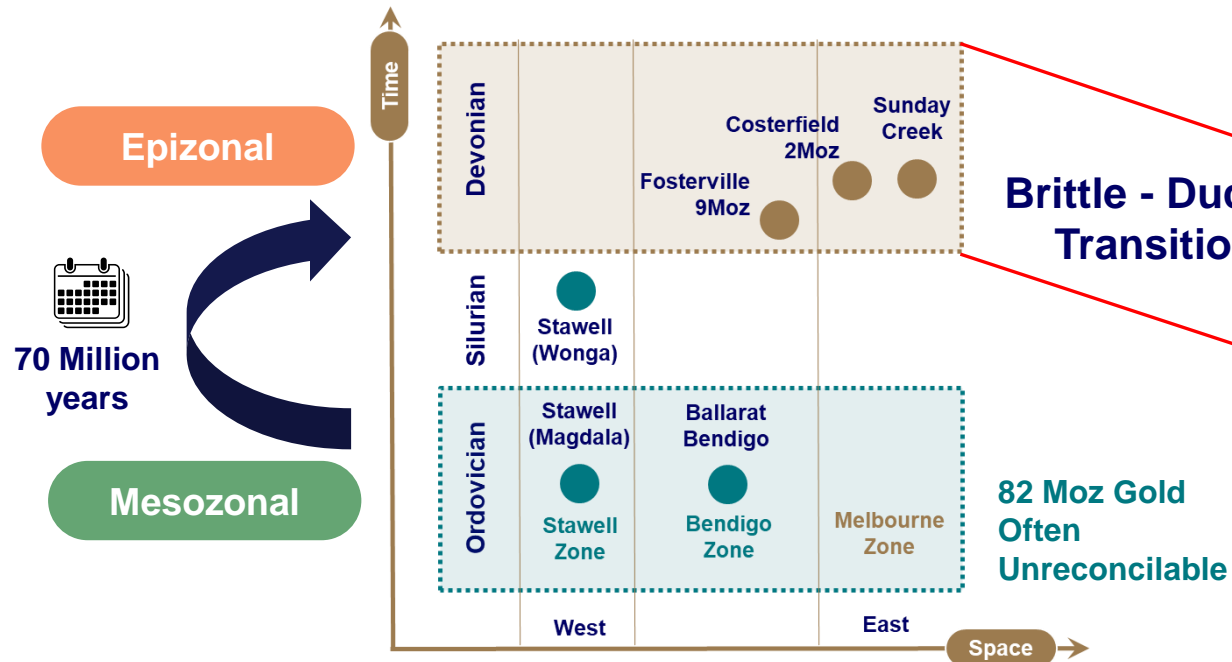 Time
Epizonal
70 Million
years
Mesozonal
Devonian
Silurian
Ordovician
Fosterville
9Moz
Costerfield
2Moz
Sunday
Creek
Stawell
(Wonga)
Stawell
(Magdala)
Stawell
Zone
Ballarat
Bendigo
Bendigo
Zone
Melbourne
Zone
West
East
Space
Brittle -
82 Moz Gold
Often
Unreconcilable